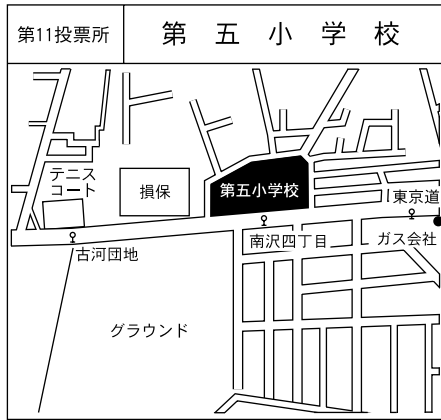 第11投票所
第五小学校
テニス
コート
損保
第五小学校
東京道
古河団地
南沢四丁目
ガス会社
グラウンド